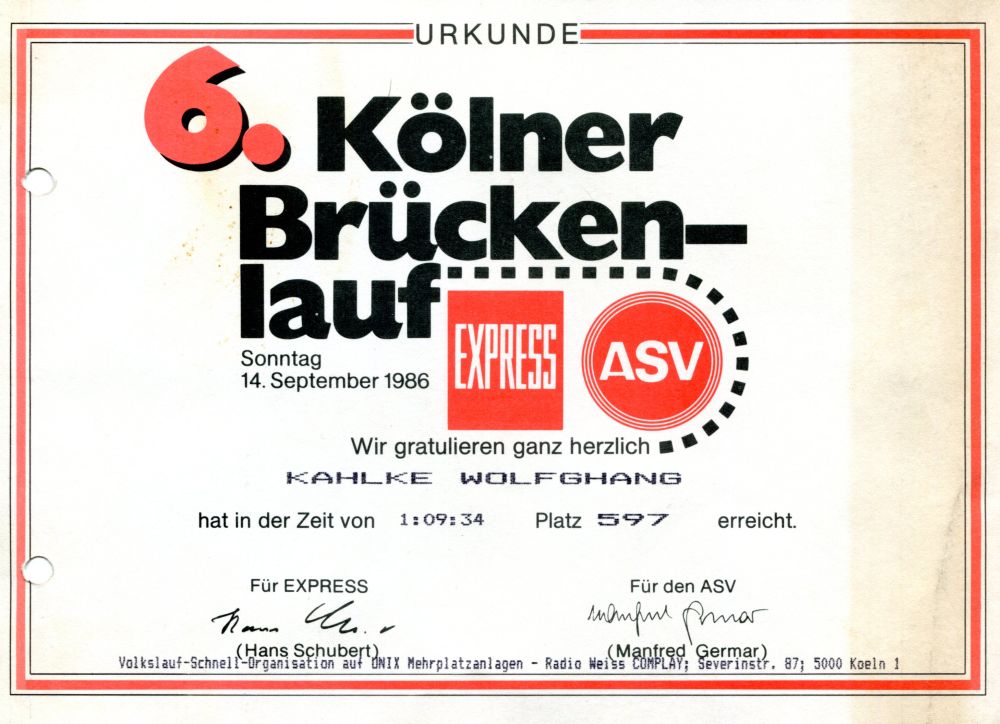 URKUNDE
6. Kölner
Brücken-
lauf
Sonntag
14. September 1986
EXPRESS
ASV
Wir gratulieren ganz herzlich
KAHLKE WOLFGHANG
hat in der Zeit von 1:09:34 Platz 597 erreicht.
Für EXPRESS Für den ASV
(Hans Schubert) (Manfred Germar)
Volkslauf-Schnell-Organisation auf UNIX Mehrplatzanlagen - Radio Weiss COMPLAY; Severinstr. 87; 5000 Koeln 1